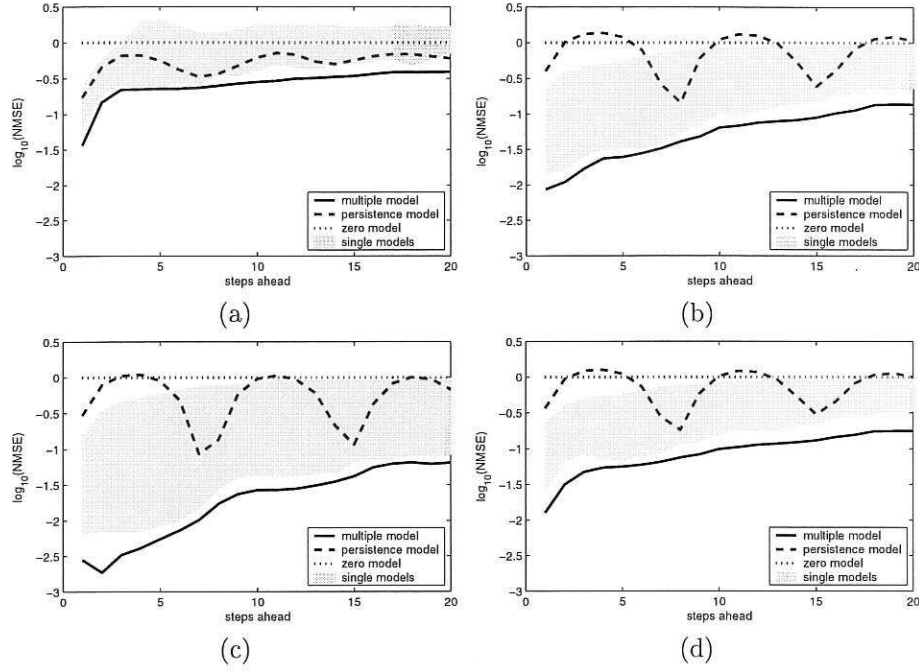 0.5
0
−0.5
−1
−1.5
−2
−2.5
−3
log10(NMSE)
multiple model
persistence model
zero model
single models
0 5 10 15 20
steps ahead
(a)
0.5
0
−0.5
−1
−1.5
−2
−2.5
−3
log10(NMSE)
multiple model
persistence model
zero model
single models
0 5 10 15 20
steps ahead
(b)
0.5
0
−0.5
−1
−1.5
−2
−2.5
−3
log10(NMSE)
multiple model
persistence model
zero model
single models
0 5 10 15 20
steps ahead
(c)
0.5
0
−0.5
−1
−1.5
−2
−2.5
−3
log10(NMSE)
multiple model
persistence model
zero model
single models
0 5 10 15 20
steps ahead
(d)